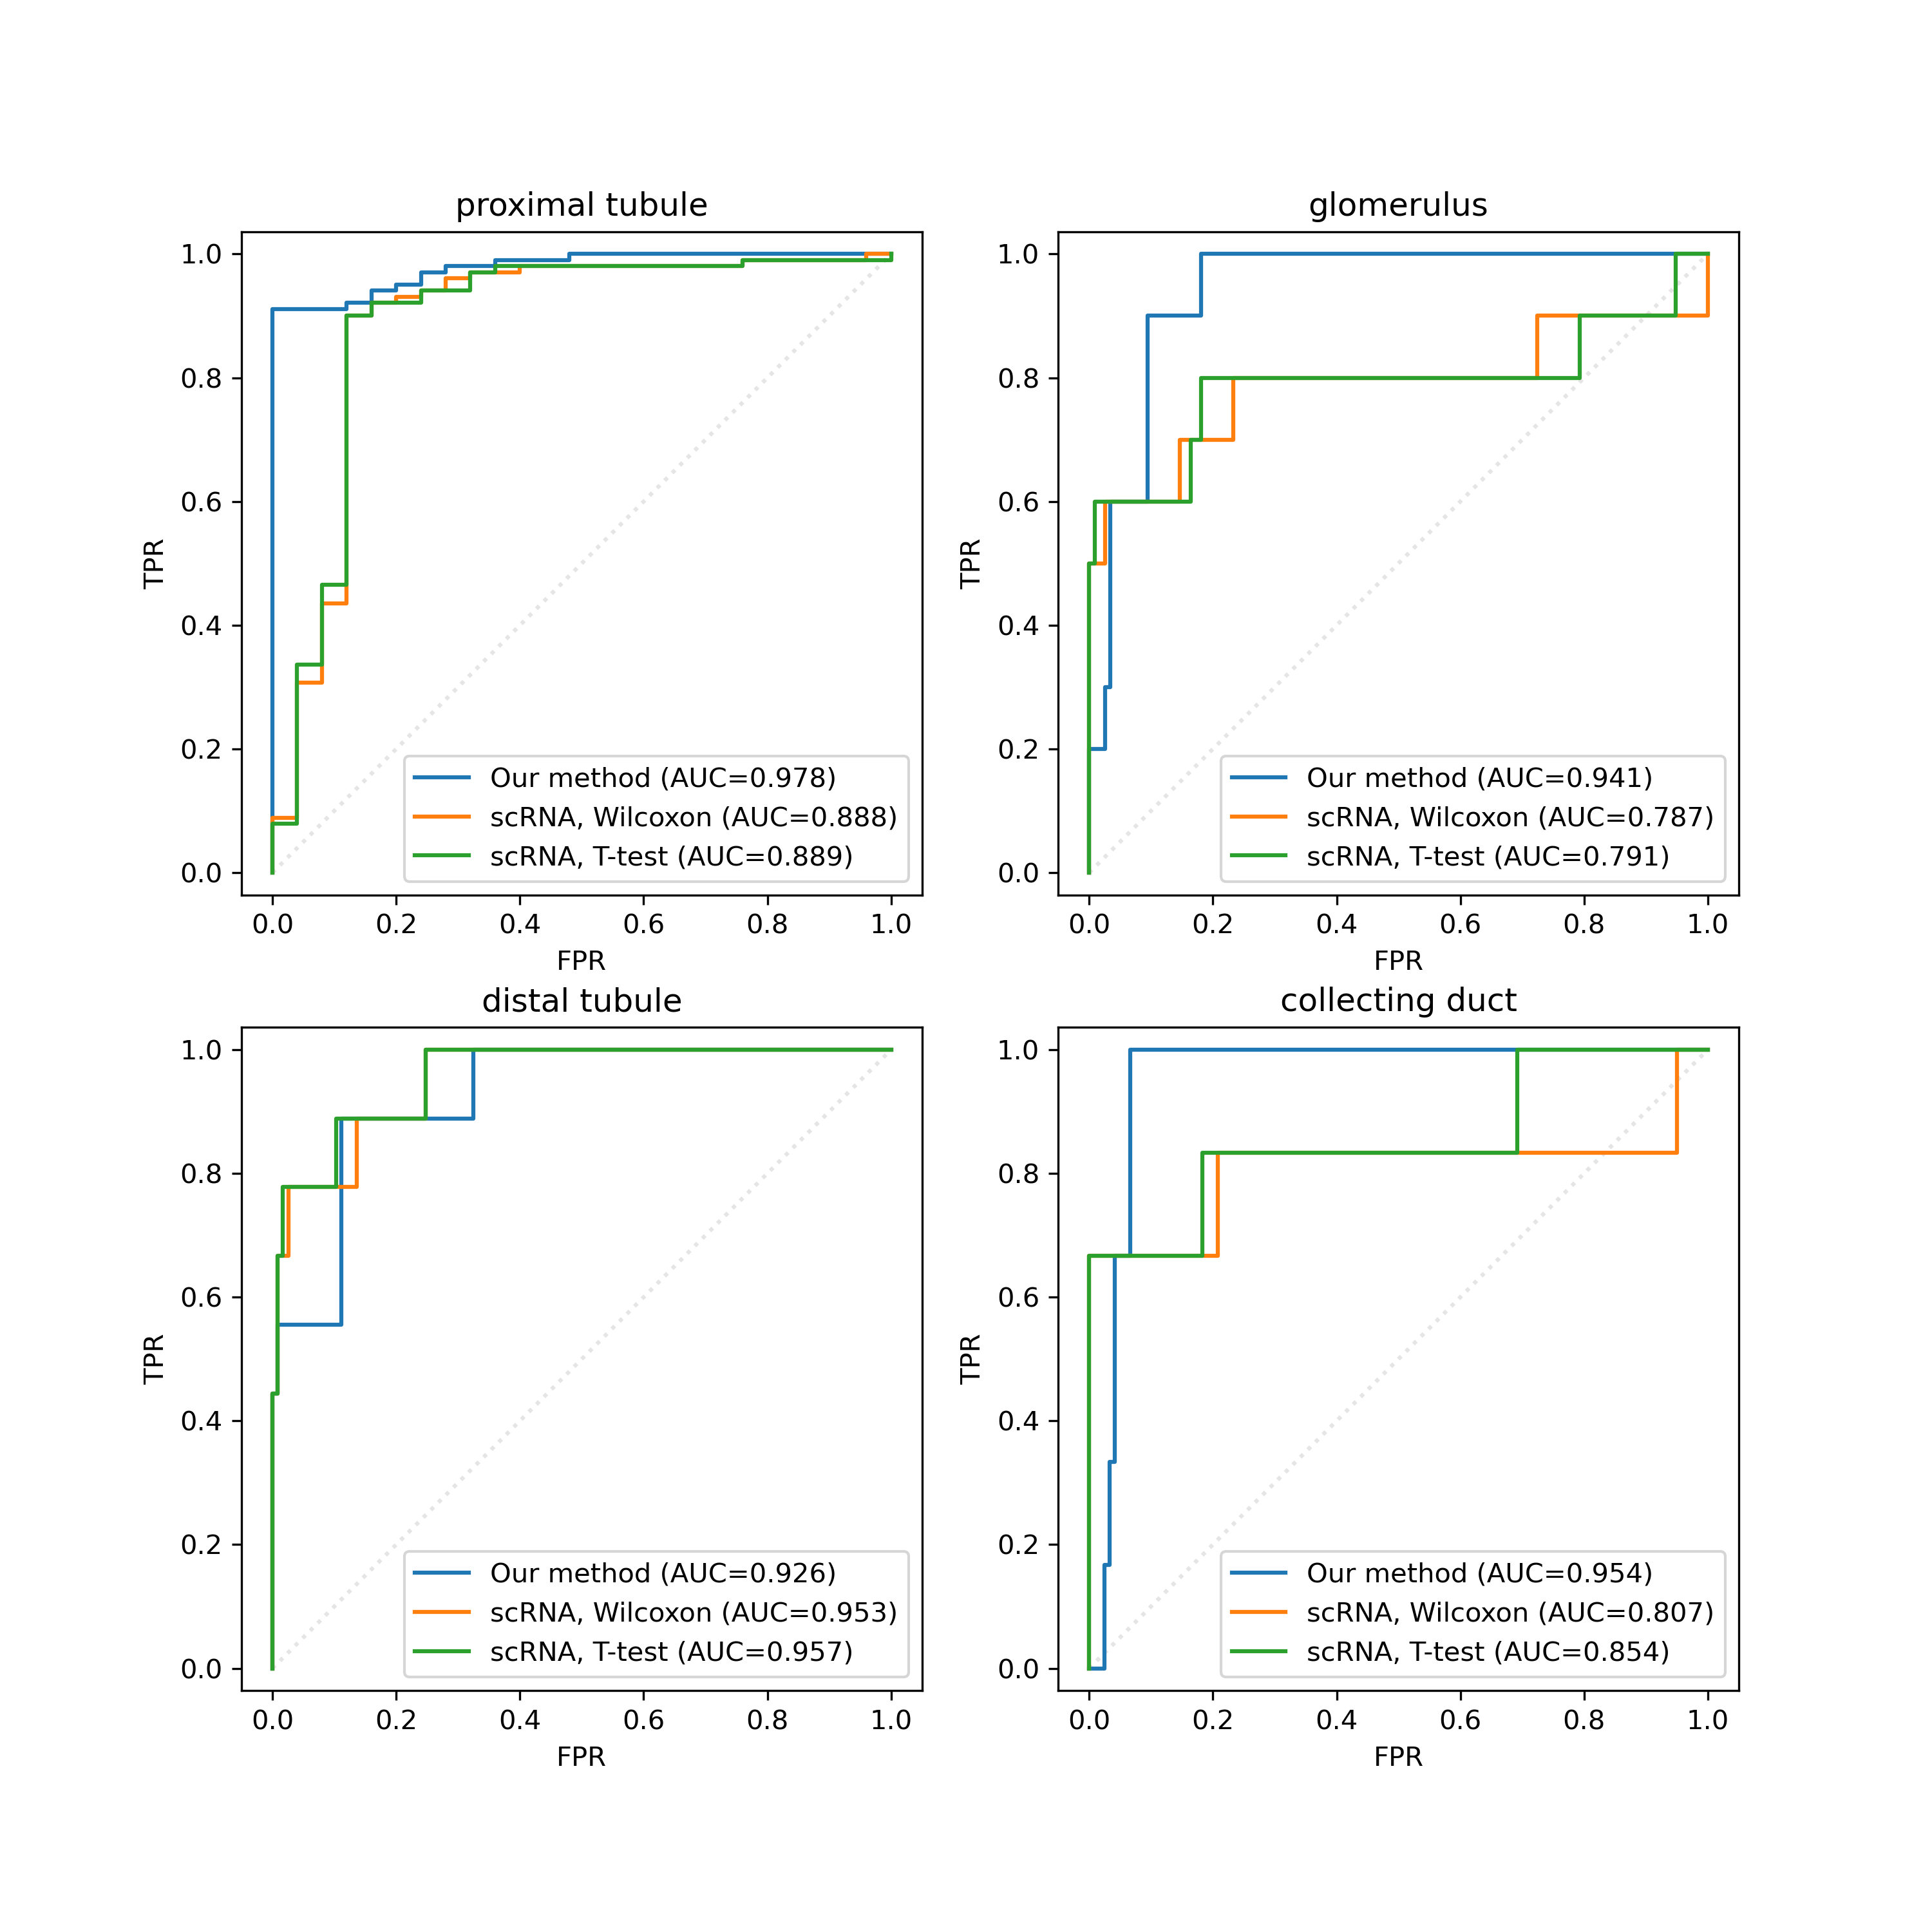 proximal tubule
1.0
0.8
0.6
0.4
0.2
0.0
TPR
Our method (AUC=0.978)
scRNA, Wilcoxon (AUC=0.888)
scRNA, T-test (AUC=0.889)
0.0 0.2 0.4 0.6 0.8 1.0
FPR
glomerulus
1.0
0.8
0.6
0.4
0.2
0.0
TPR
Our method (AUC=0.941)
scRNA, Wilcoxon (AUC=0.787)
scRNA, T-test (AUC=0.791)
0.0 0.2 0.4 0.6 0.8 1.0
FPR
distal tubule
1.0
0.8
0.6
0.4
0.2
0.0
TPR
Our method (AUC=0.926)
scRNA, Wilcoxon (AUC=0.953)
scRNA, T-test (AUC=0.957)
0.0 0.2 0.4 0.6 0.8 1.0
FPR
collecting duct
1.0
0.8
0.6
0.4
0.2
0.0
TPR
Our method (AUC=0.954)
scRNA, Wilcoxon (AUC=0.807)
scRNA, T-test (AUC=0.854)
0.0 0.2 0.4 0.6 0.8 1.0
FPR